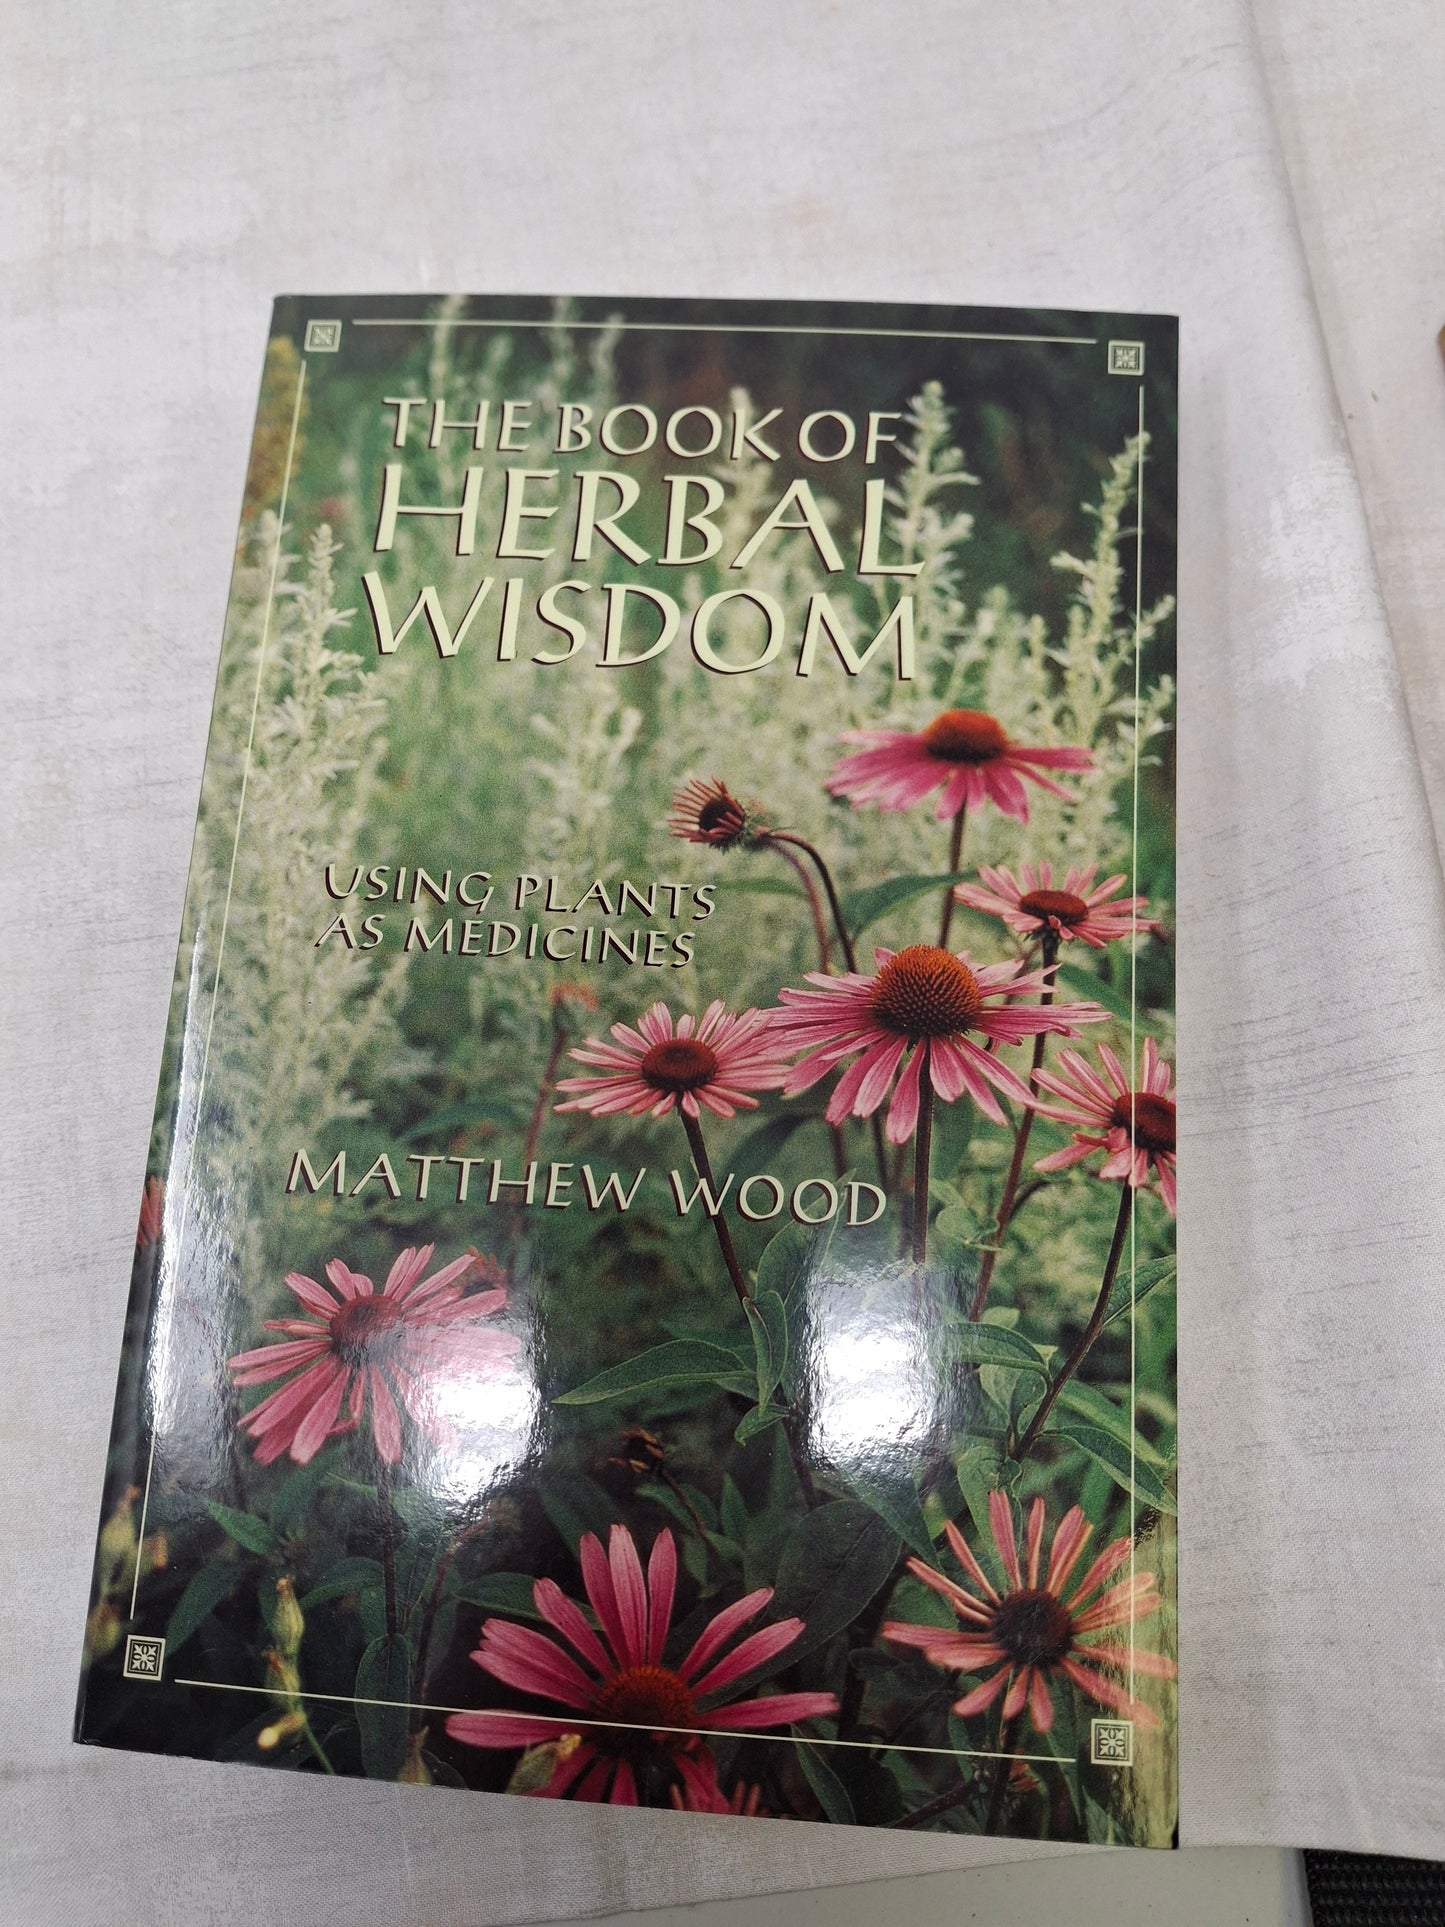 THE BOOK OF
HERBAL
WISDOM
USING PLANTS
AS MEDICINES
MATTHEW WOOD